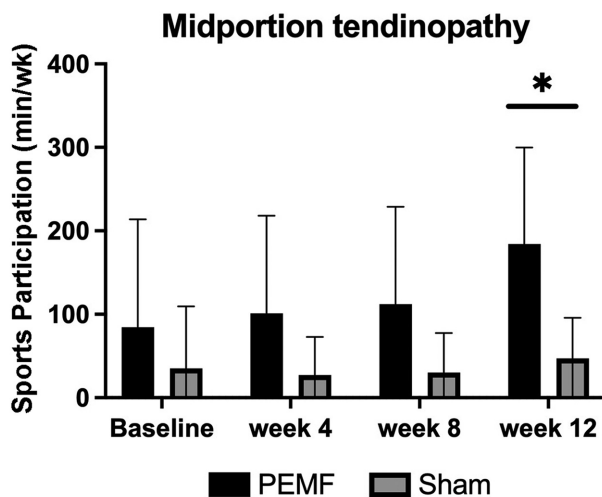 Midportion tendinopathy
Sports Participation (min/wk)
400
300
200
100
0
*
Baseline week 4 week 8 week 12
PEMF Sham